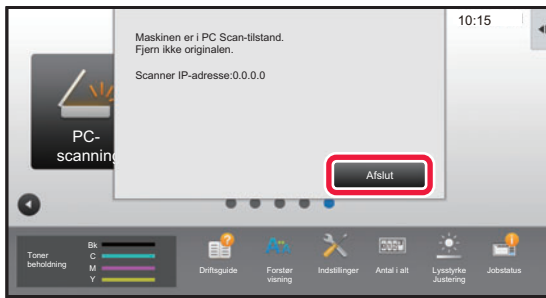 10:15
Maskinen er i PC Scan-tilstand.
Fjern ikke originalen.
Scanner IP-adresse:0.0.0.0
PC-
scanning
Afslut
Toner
beholdning
Bk
C
M
Y
Driftsguide
Forstør
visning
Indstillinger
Antal i alt
Lysstyrke
Justering
Jobstatus